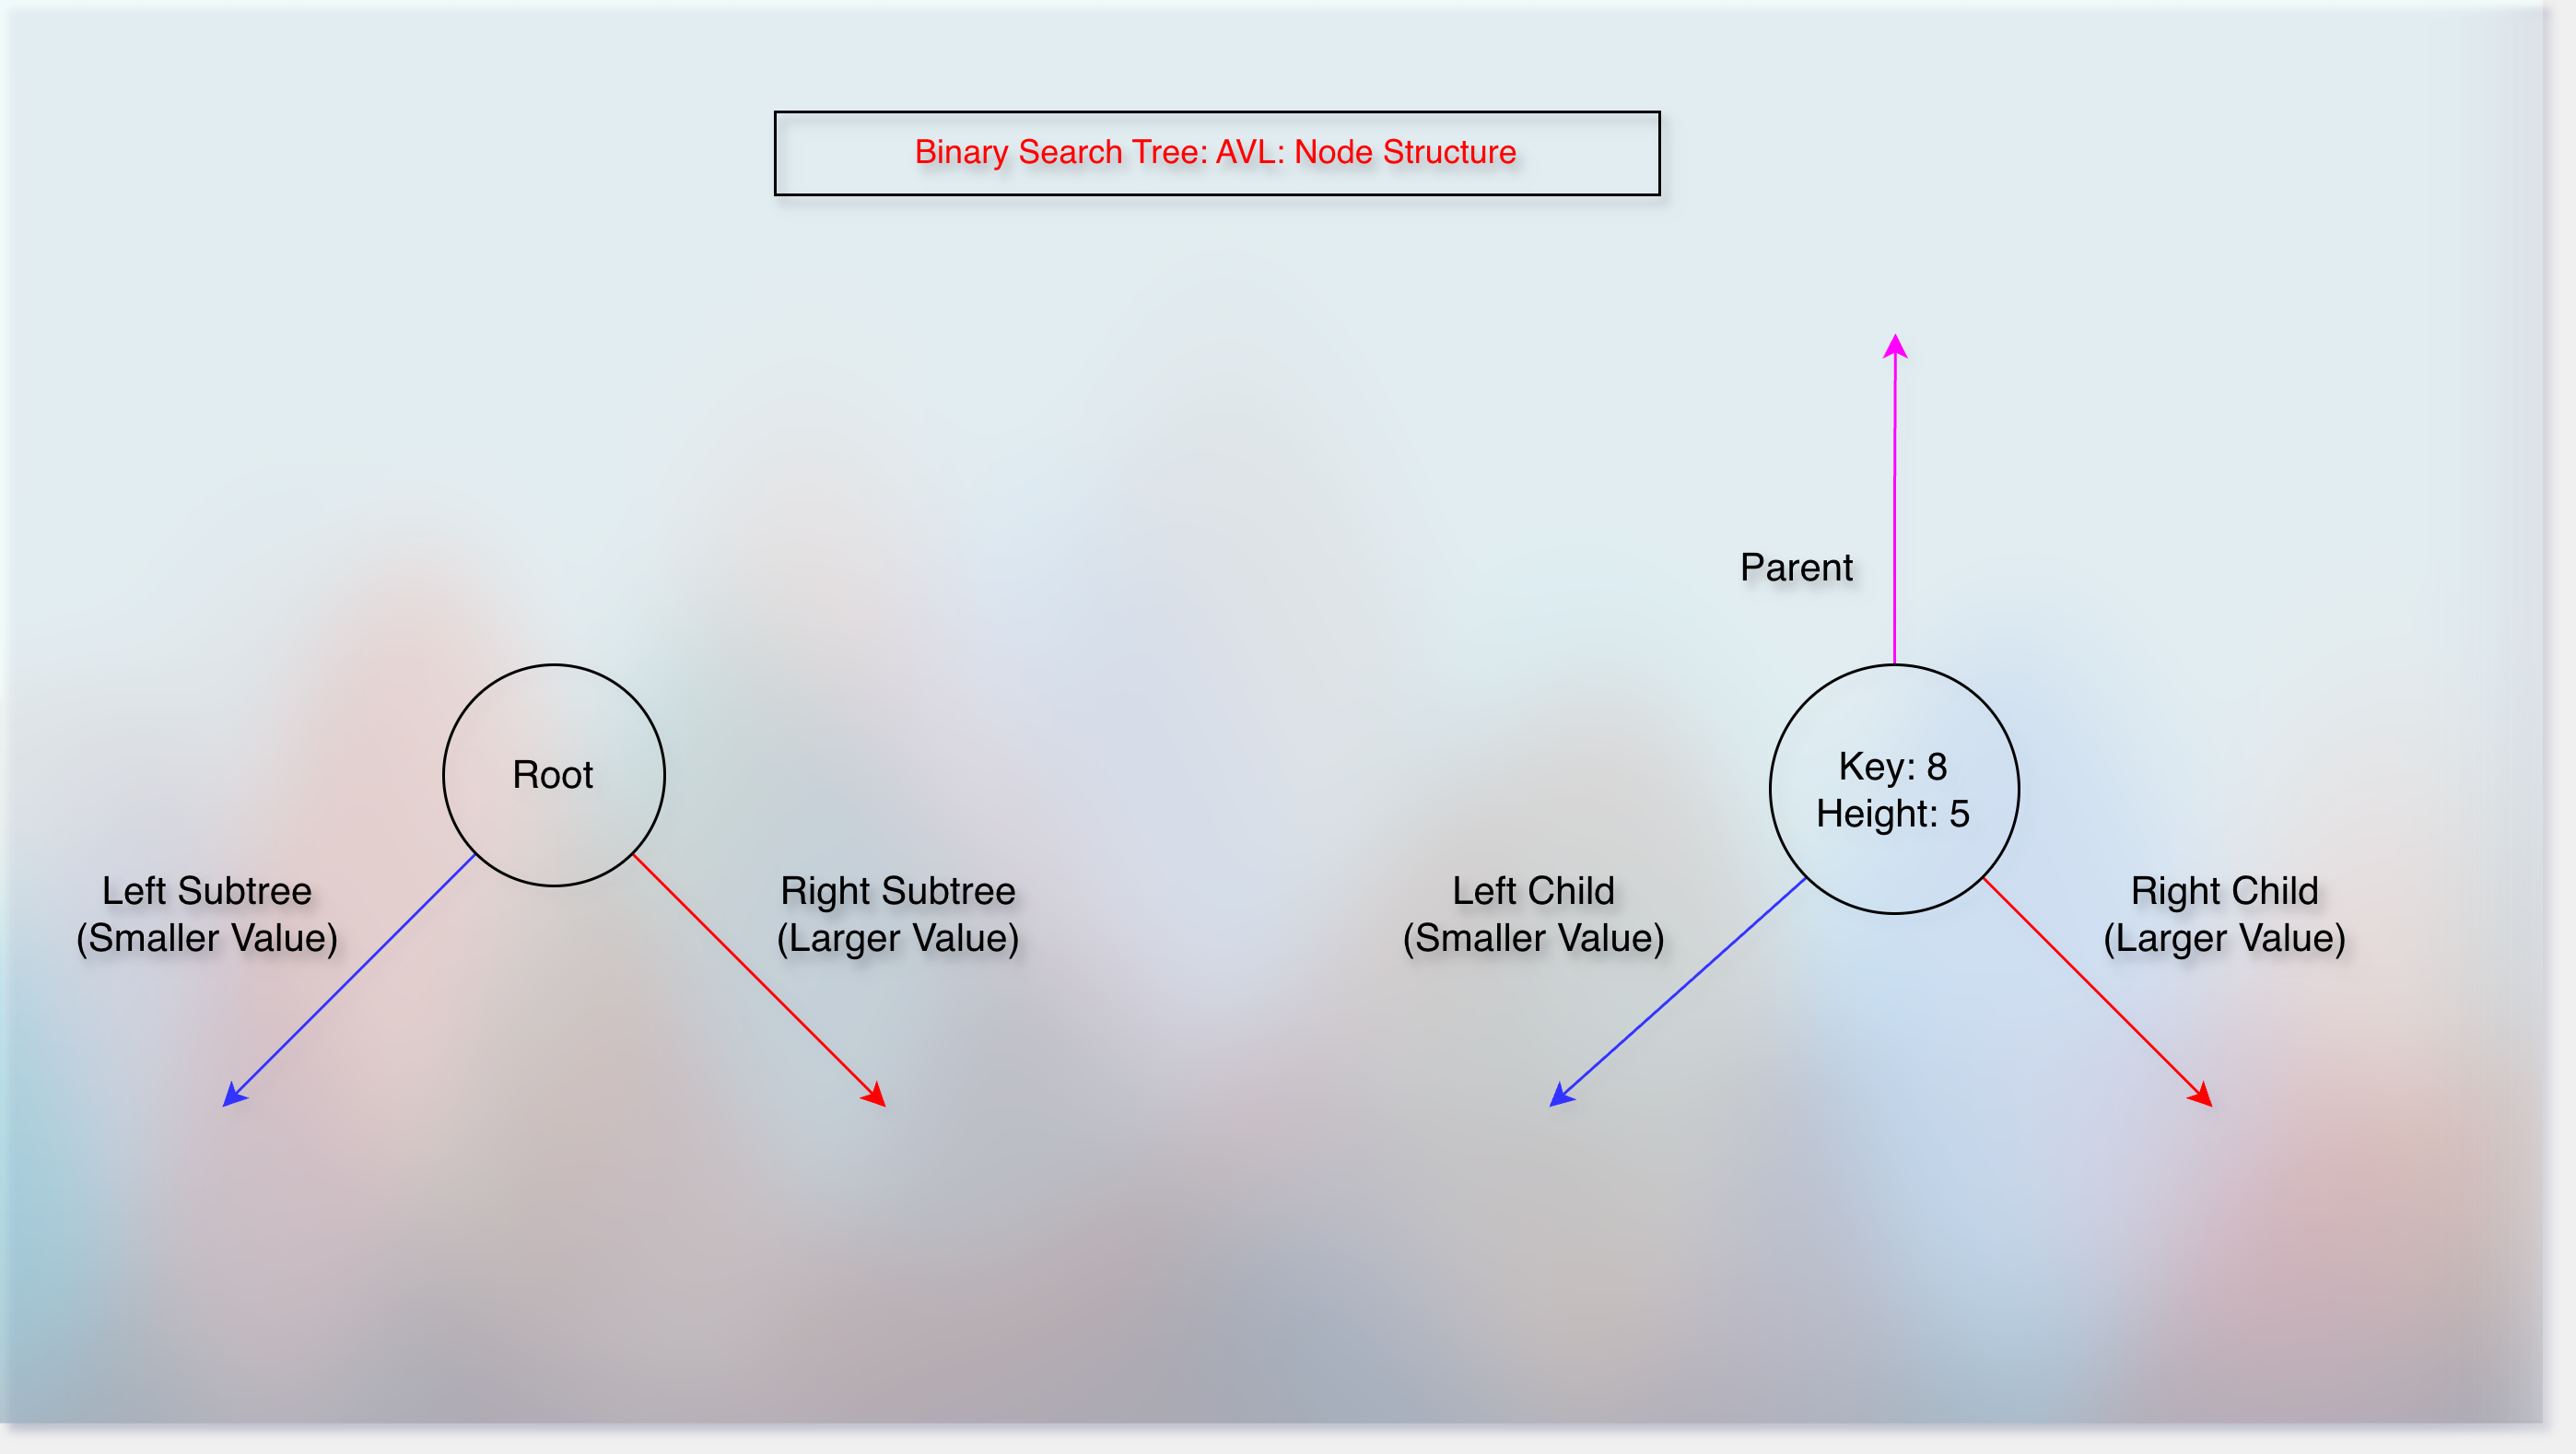 Binary Search Tree: AVL: Node Structure
Root
Left Subtree
(Smaller Value)
Right Subtree
(Larger Value)
Parent
Key: 8
Height: 5
Left Child
(Smaller Value)
Right Child
(Larger Value)